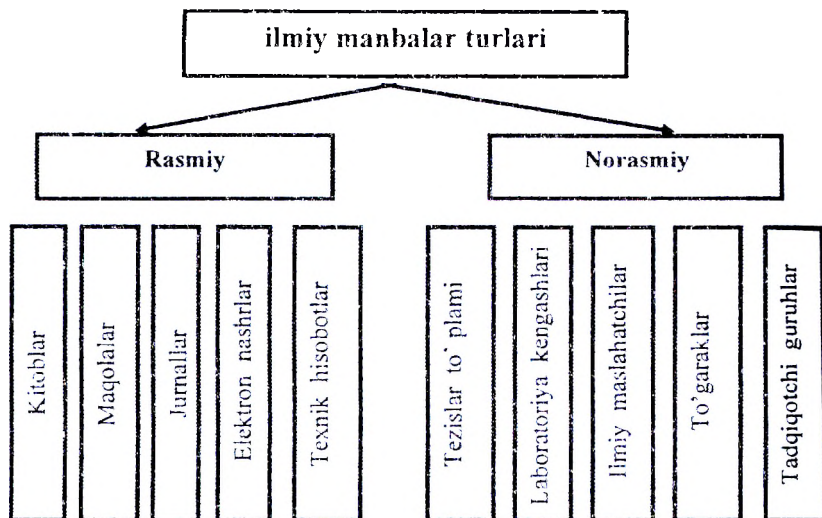 ilmiy manbalar turlari
Rasmiy
Norasmiy
Kitoblar
Maqolalar
Jurnallar
Elektron nashrlar
Texnik hisobotlar
Tezislar to` plami
Laboratoriya kengashlari
Ilmiy maslahatchilar
To’garaklar
Tadqiqotchi guruhlar